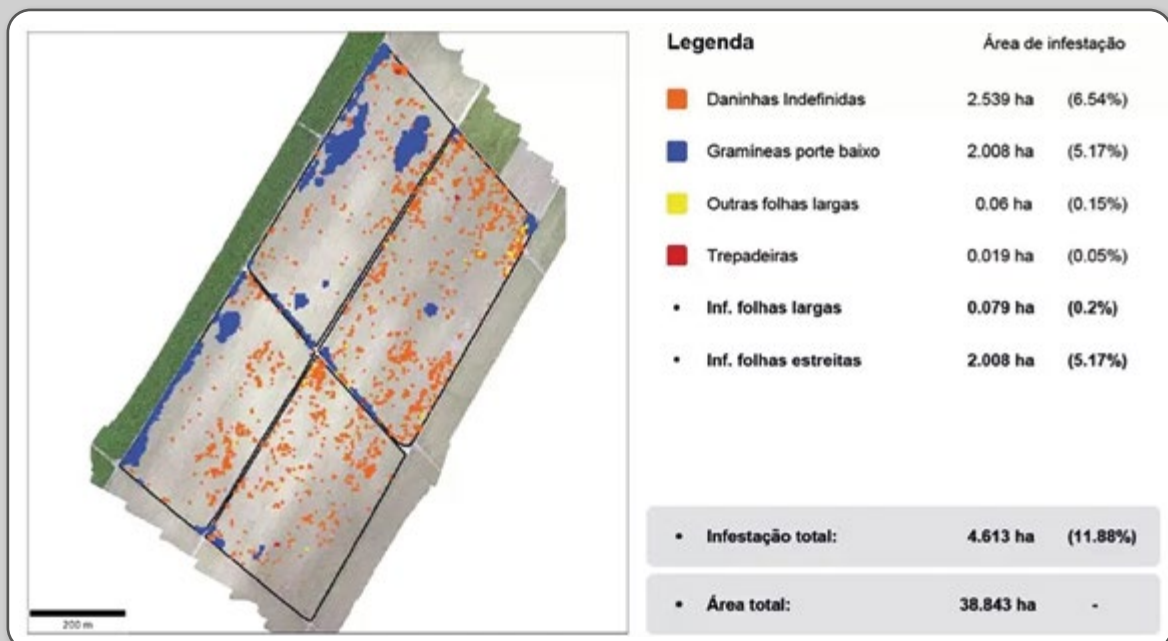 Legenda Área de infestação
Daninhas Indefinidas 2.539 ha (6.54%)
Gramineas porte baixo 2.008 ha (5.17%)
Outras folhas largas 0.06 ha (0.15%)
Trepadeiras 0.019 ha (0.05%)
• Inf. folhas largas 0.079 ha (0.2%)
• Inf. folhas estreitas 2.008 ha (5.17%)
• Infestação total: 4.613 ha (11.88%)
• Área total: 38.843 ha -
200 m